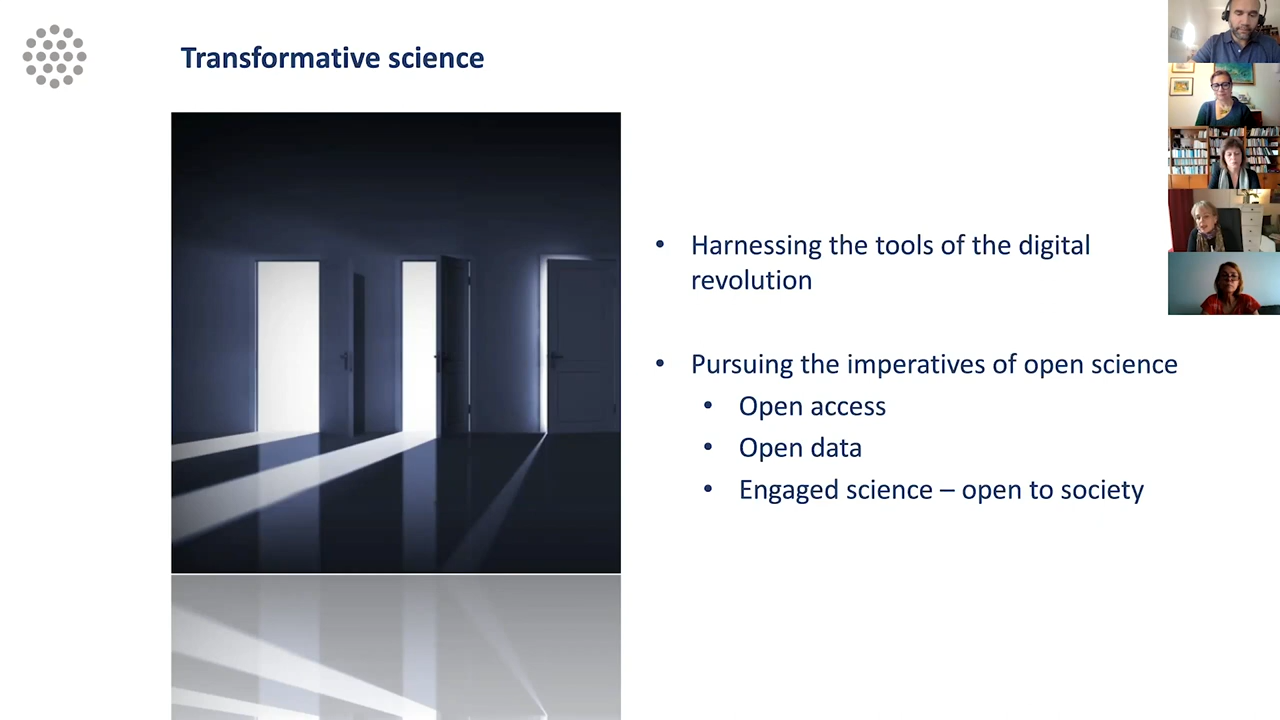 Transformative science
• Harnessing the tools of the digital
revolution
• Pursuing the imperatives of open science
• Open access
• Open data
• Engaged science – open to society